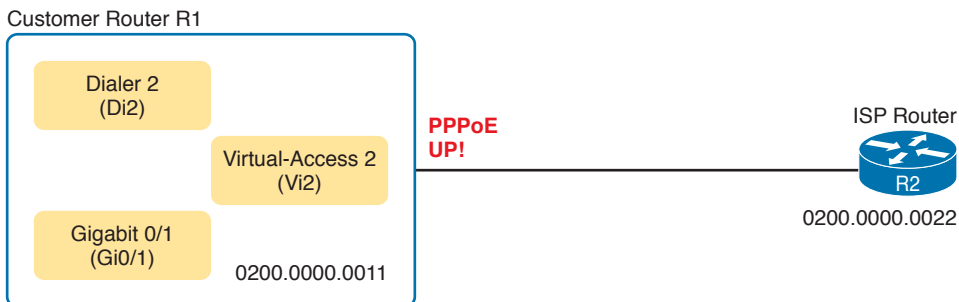 Customer Router R1
Dialer 2
(Di2)
PPPoE
UP!
ISP Router
Virtual-Access 2
(Vi2)
R2
Gigabit 0/1
(Gi0/1)
0200.0000.0011
0200.0000.0022